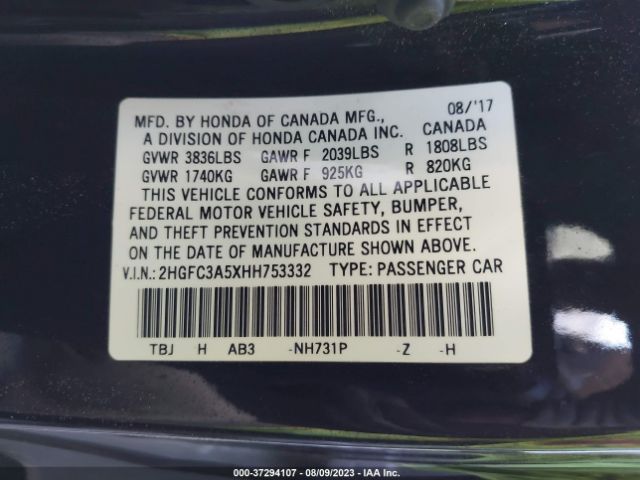 MFD. BY HONDA OF CANADA MFG., 08/'17
A DIVISION OF HONDA CANADA INC. CANADA
GVWR 3836LBS GAWR F 2039LBS R 1808LBS
GVWR 1740KG GAWR F 925KG R 820KG
THIS VEHICLE CONFORMS TO ALL APPLICABLE
FEDERAL MOTOR VEHICLE SAFETY, BUMPER,
AND THEFT PREVENTION STANDARDS IN EFFECT
ON THE DATE OF MANUFACTURE SHOWN ABOVE.
V.I.N.: 2HGFC3A5XHH753332 TYPE: PASSENGER CAR
TBJ H AB3 -NH731P -Z -H
000-37294107 - 08/09/2023 - IAA Inc.